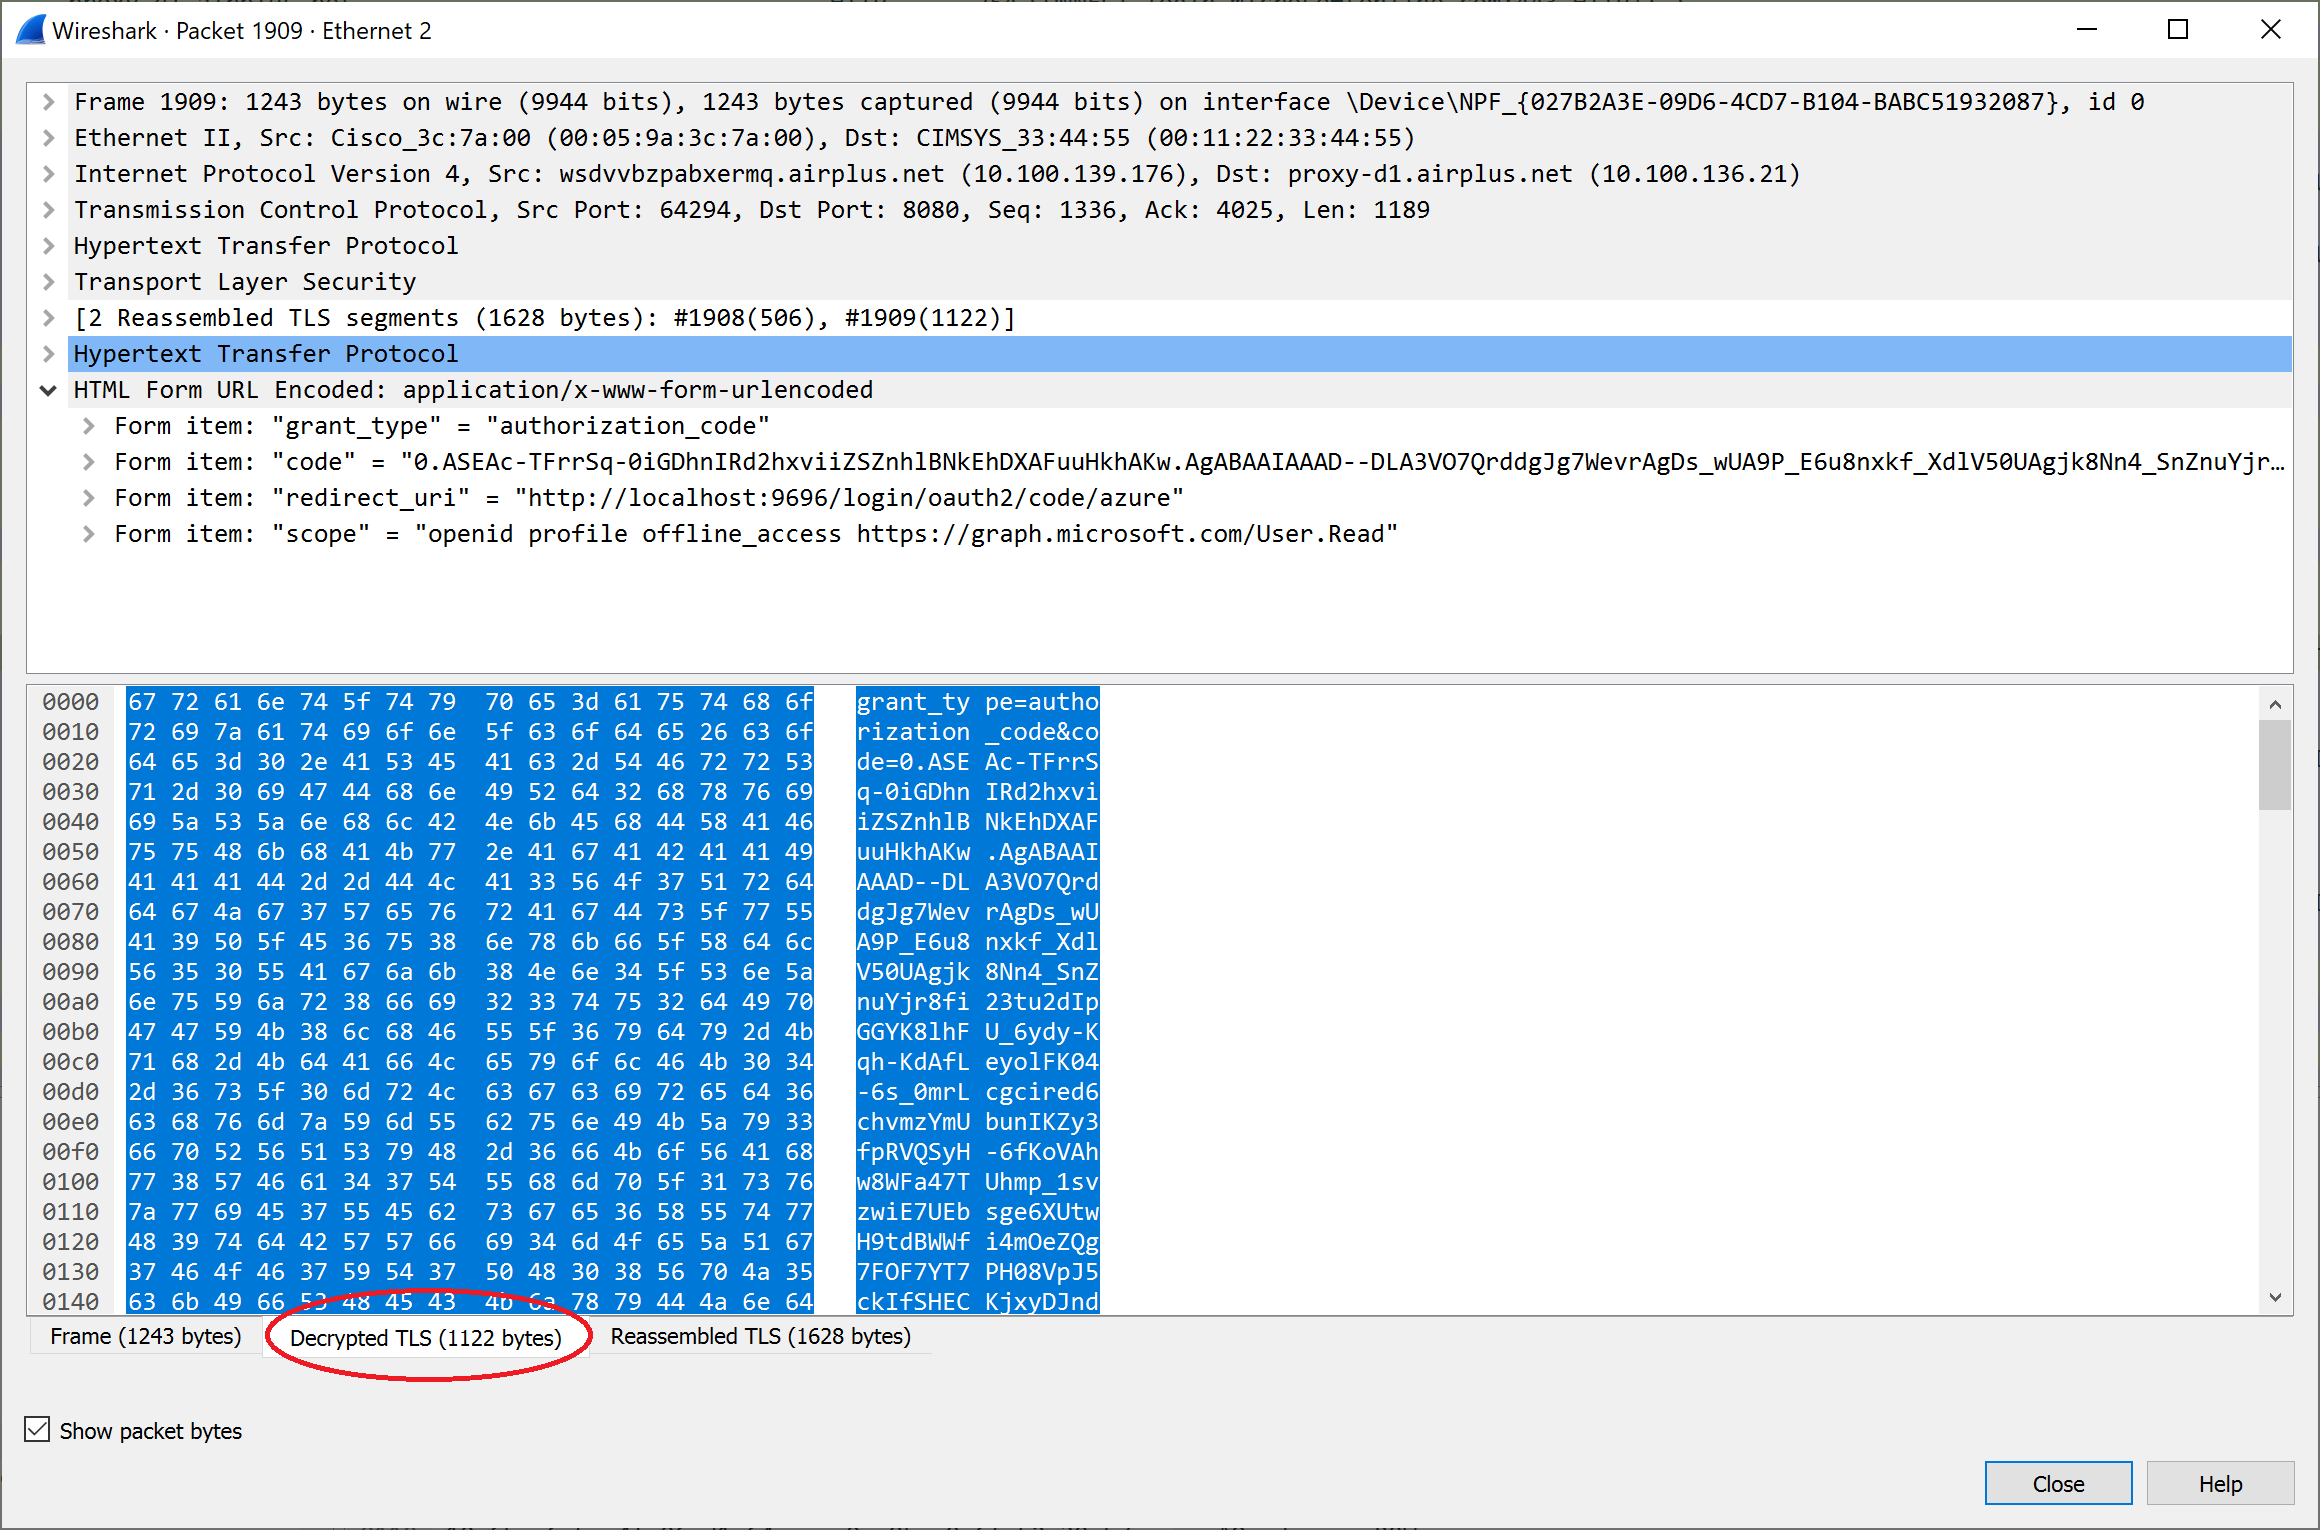 Wireshark · Packet 1909 · Ethernet 2
Frame 1909: 1243 bytes on wire (9944 bits), 1243 bytes captured (9944 bits) on interface \Device\NPF_{027B2A3E-09D6-4CD7-B104-BABC51932087}, id 0
Ethernet II, Src: Cisco_3c:7a:00 (00:05:9a:3c:7a:00), Dst: CIMSYS_33:44:55 (00:11:22:33:44:55)
Internet Protocol Version 4, Src: wsdvvbzpabxermq.airplus.net (10.100.139.176), Dst: proxy-d1.airplus.net (10.100.136.21)
Transmission Control Protocol, Src Port: 64294, Dst Port: 8080, Seq: 1336, Ack: 4025, Len: 1189
Hypertext Transfer Protocol
Transport Layer Security
[2 Reassembled TLS segments (1628 bytes): #1908(506), #1909(1122)]
Hypertext Transfer Protocol
HTML Form URL Encoded: application/x-www-form-urlencoded
Form item: "grant_type" = "authorization_code"
Form item: "code" = "0.ASEAc-TFrrSq-0iGDhnIRd2hxviiZSZnhlBNkEhDXAFuuHkhAKw.AgABAAIAAAD--DLA3VO7QrddgJg7WevrAgDs_wUA9P_E6u8nxkf_XdlV50UAgjk8Nn4_SnZnuYjr…
Form item: "redirect_uri" = "http://localhost:9696/login/oauth2/code/azure"
Form item: "scope" = "openid profile offline_access https://graph.microsoft.com/User.Read"
0000 67 72 61 6e 74 5f 74 79 70 65 3d 61 75 74 68 6f grant_ty pe=autho
0010 72 69 7a 61 74 69 6f 6e 5f 63 6f 64 65 26 63 6f rization _code&co
0020 64 65 3d 30 2e 41 53 45 41 63 2d 54 46 72 72 53 de=0.ASE Ac-TFrrS
0030 71 2d 30 69 47 44 68 6e 49 52 64 32 68 78 76 69 q-0iGDhn IRd2hxvi
0040 69 5a 53 5a 6e 68 6c 42 4e 6b 45 68 44 58 41 46 iZSZnhlB NkEhDXAF
0050 75 75 48 6b 68 41 4b 77 2e 41 67 41 42 41 41 49 uuHkhAKw .AgABAAI
0060 41 41 41 44 2d 2d 44 4c 41 33 56 4f 37 51 72 64 AAAD--DL A3VO7Qrd
0070 64 67 4a 67 37 57 65 76 72 41 67 44 73 5f 77 55 dgJg7Wev rAgDs_wU
0080 41 39 50 5f 45 36 75 38 6e 78 6b 66 5f 58 64 6c A9P_E6u8 nxkf_Xdl
0090 56 35 30 55 41 67 6a 6b 38 4e 6e 34 5f 53 6e 5a V50UAgjk 8Nn4_SnZ
00a0 6e 75 59 6a 72 38 66 69 32 33 74 75 32 64 49 70 nuYjr8fi 23tu2dIp
00b0 47 47 59 4b 38 6c 68 46 55 5f 36 79 64 79 2d 4b GGYK8lhF U_6ydy-K
00c0 71 68 2d 4b 64 41 66 4c 65 79 6f 6c 46 4b 30 34 qh-KdAfL eyolFK04
00d0 2d 36 73 5f 30 6d 72 4c 63 67 63 69 72 65 64 36 -6s_0mrL cgcired6
00e0 63 68 76 6d 7a 59 6d 55 62 75 6e 49 4b 5a 79 33 chvmzYmU bunIKZy3
00f0 66 70 52 56 51 53 79 48 2d 36 66 4b 6f 56 41 68 fpRVQSyH -6fKoVAh
0100 77 38 57 46 61 34 37 54 55 68 6d 70 5f 31 73 76 w8WFa47T Uhmp_1sv
0110 7a 77 69 45 37 55 45 62 73 67 65 36 58 55 74 77 zwiE7UEb sge6XUtw
0120 48 39 74 64 42 57 57 66 69 34 6d 4f 65 5a 51 67 H9tdBWWf i4mOeZQg
0130 37 46 4f 46 37 59 54 37 50 48 30 38 56 70 4a 35 7FOF7YT7 PH08VpJ5
0140 63 6b 49 66 53 48 45 43 4b 6a 78 79 44 4a 6e 64 ckIfSHEC KjxyDJnd
Frame (1243 bytes) Decrypted TLS (1122 bytes) Reassembled TLS (1628 bytes)
Show packet bytes
Close Help